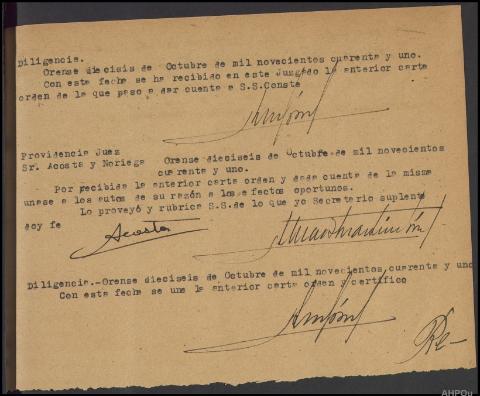 Diligencia.
Orense diecisis de Octubre de mil novecientos cuarenta y uno.
Con esta fecha se ha recibido en este Juzgado la anterior carta
orden de la que paso a dar cuenta a S.S.Consta
Providencia Juez
Sr. Acosta y Noriega
Orense dieciseis de Octubre de mil novecientos
cuarenta y uno.
Por recibida la anterior carta orden y dada cuenta de la misma
unase a los autos de su razón a los efectos oportunos.
Lo proveyó y rubrica S.S.de lo que yo Secretario suplente
doy fe
Acosta
Diligencia.-Orense dieciseis de Octubre de mil novecientos cuarenta y uno
Con esta fecha se une la anterior carta orden y certifico
AHPOu